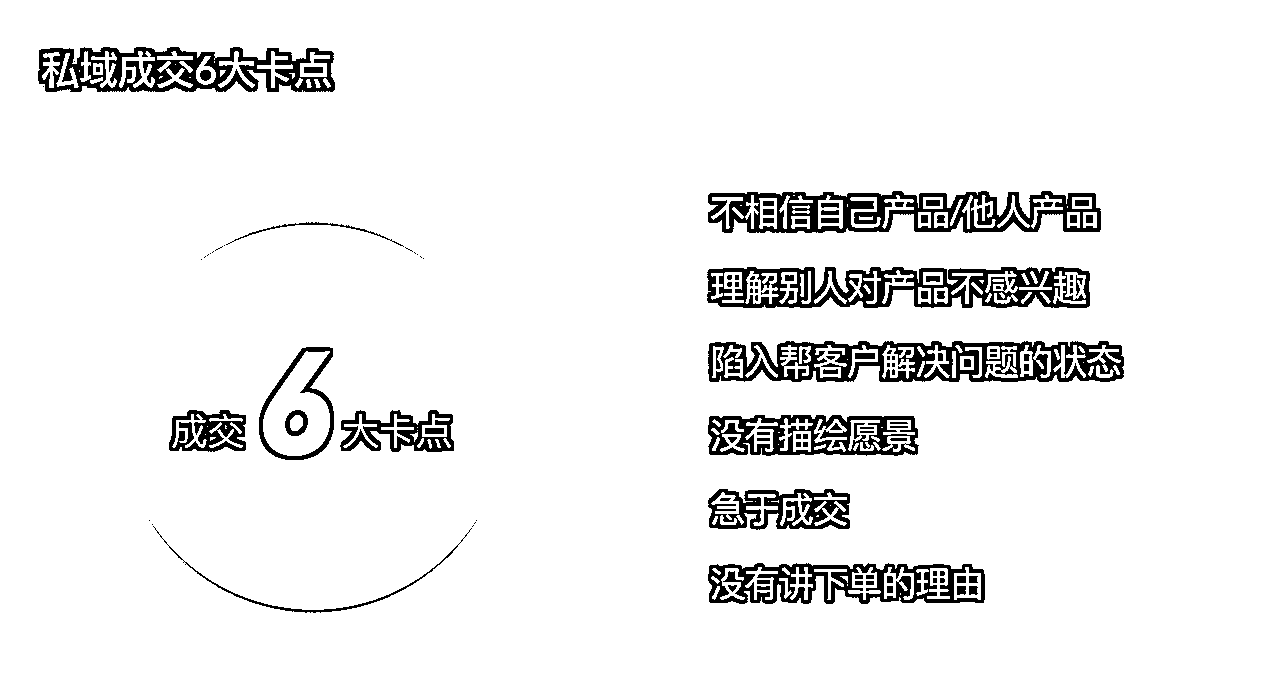 私域成交6大卡点
成交6大卡点
不相信自己产品/他人产品
理解别人对产品不感兴趣
陷入帮客户解决问题的状态
没有描绘愿景
急于成交
没有讲下单的理由